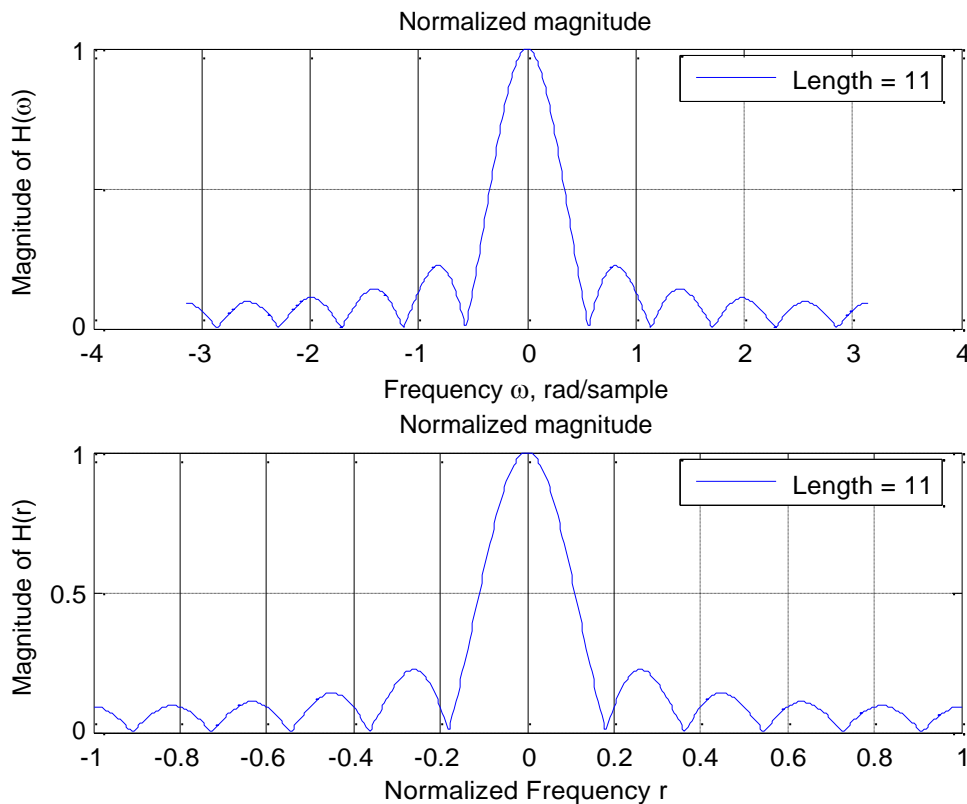 Normalized magnitude
1
0
Magnitude of H(ω)
Length = 11
-4 -3 -2 -1 0 1 2 3 4
Frequency ω, rad/sample
Normalized magnitude
1
0.5
0
Magnitude of H(r)
Length = 11
-1 -0.8 -0.6 -0.4 -0.2 0 0.2 0.4 0.6 0.8 1
Normalized Frequency r